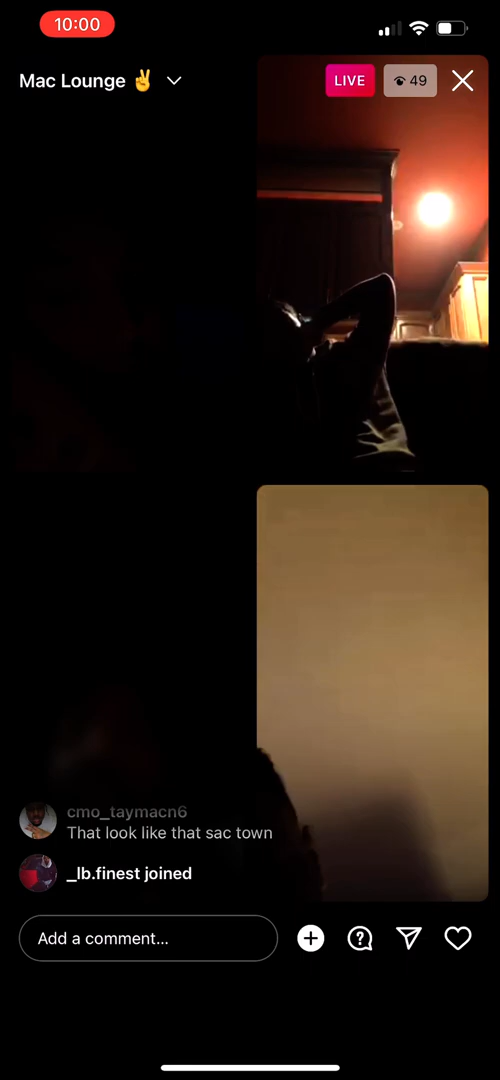 10:00
Mac Lounge ✌️
LIVE
49
cmo_taymacn6
That look like that sac town
_lb.finest joined
Add a comment...